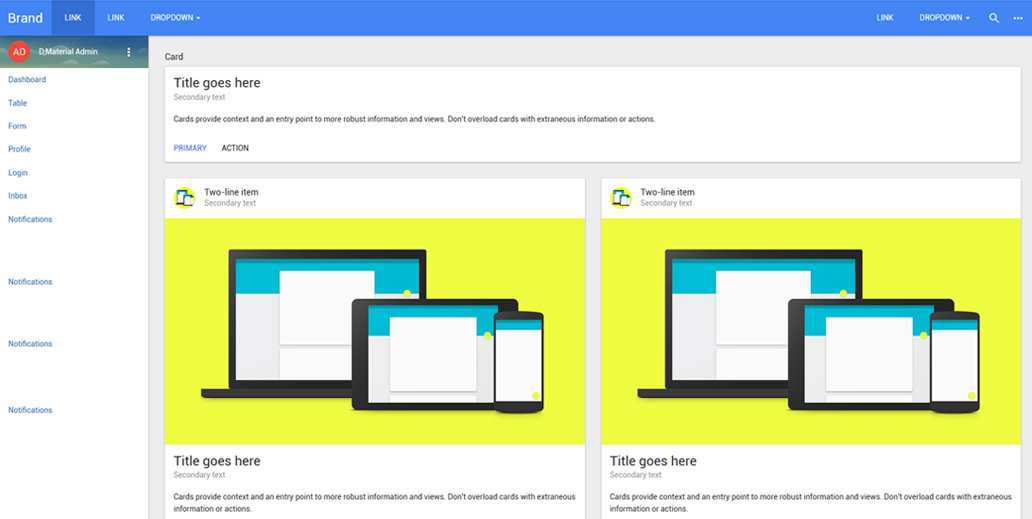 Brand LINK LINK DROPDOWN LINK DROPDOWN
AD D;Material Admin
Dashboard
Table
Form
Profile
Login
Inbox
Notifications
Notifications
Notifications
Notifications
Card
Title goes here
Secondary text
Cards provide context and an entry point to more robust information and views. Don't overload cards with extraneous information or actions.
PRIMARY ACTION
Two-line item
Secondary text
Title goes here
Secondary text
Cards provide context and an entry point to more robust information and views. Don't overload cards with extraneous
information or actions.
Two-line item
Secondary text
Title goes here
Secondary text
Cards provide context and an entry point to more robust information and views. Don't overload cards with extraneous
information or actions.